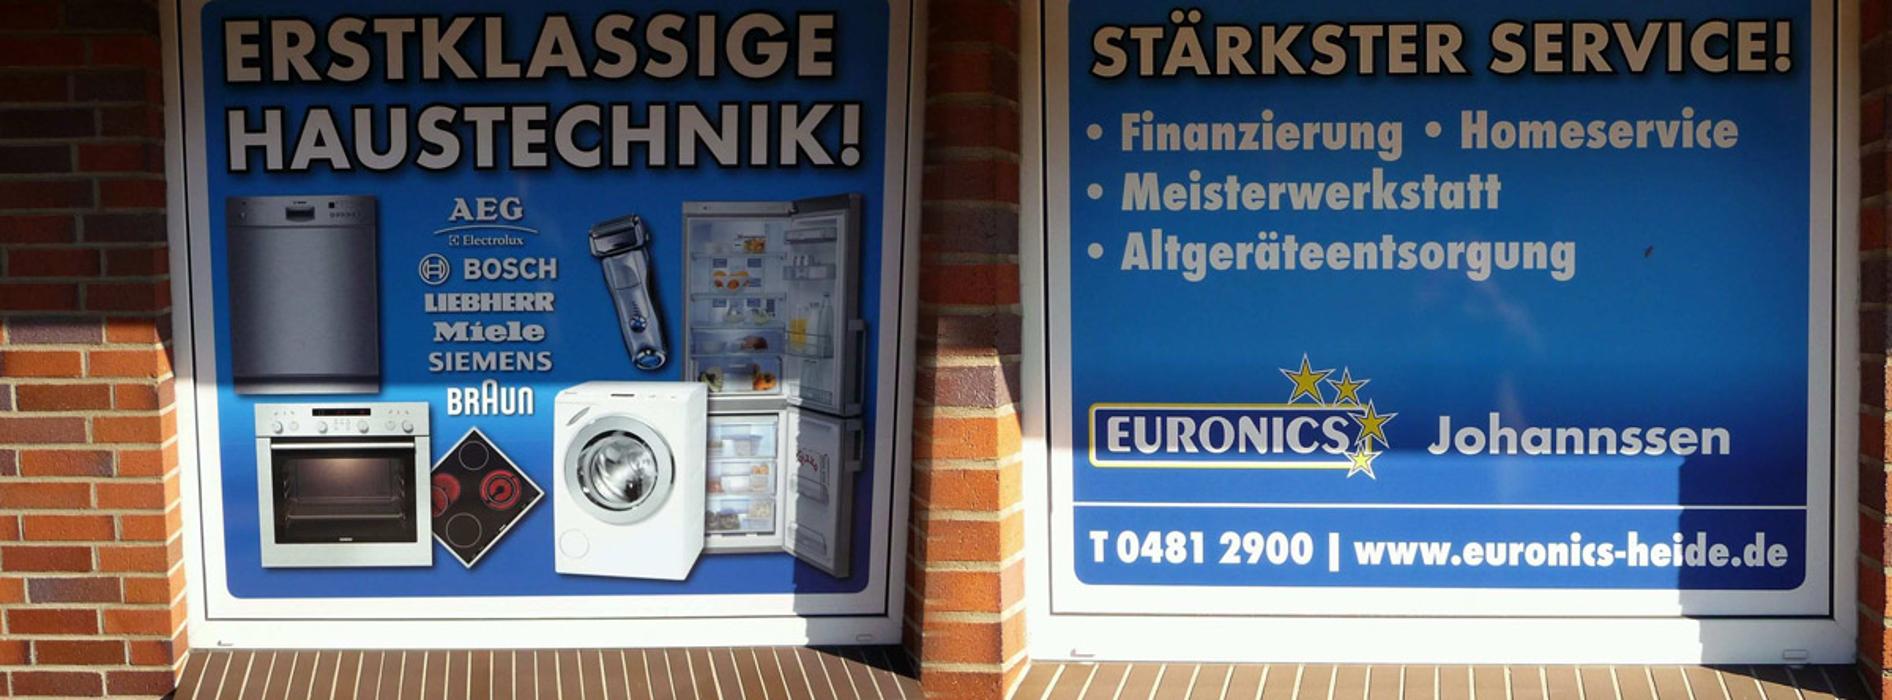 ERSTKLASSIGE
HAUSTECHNIK!
AEG
Electrolux
BOSCH
LIEBHERR
Miele
SIEMENS
BRAUN
STÄRKSTER SERVICE!
• Finanzierung • Homeservice
• Meisterwerkstatt
• Altgeräteentsorgung
EURONICS Johannssen
T 0481 2900 | www.euronics-heide.de